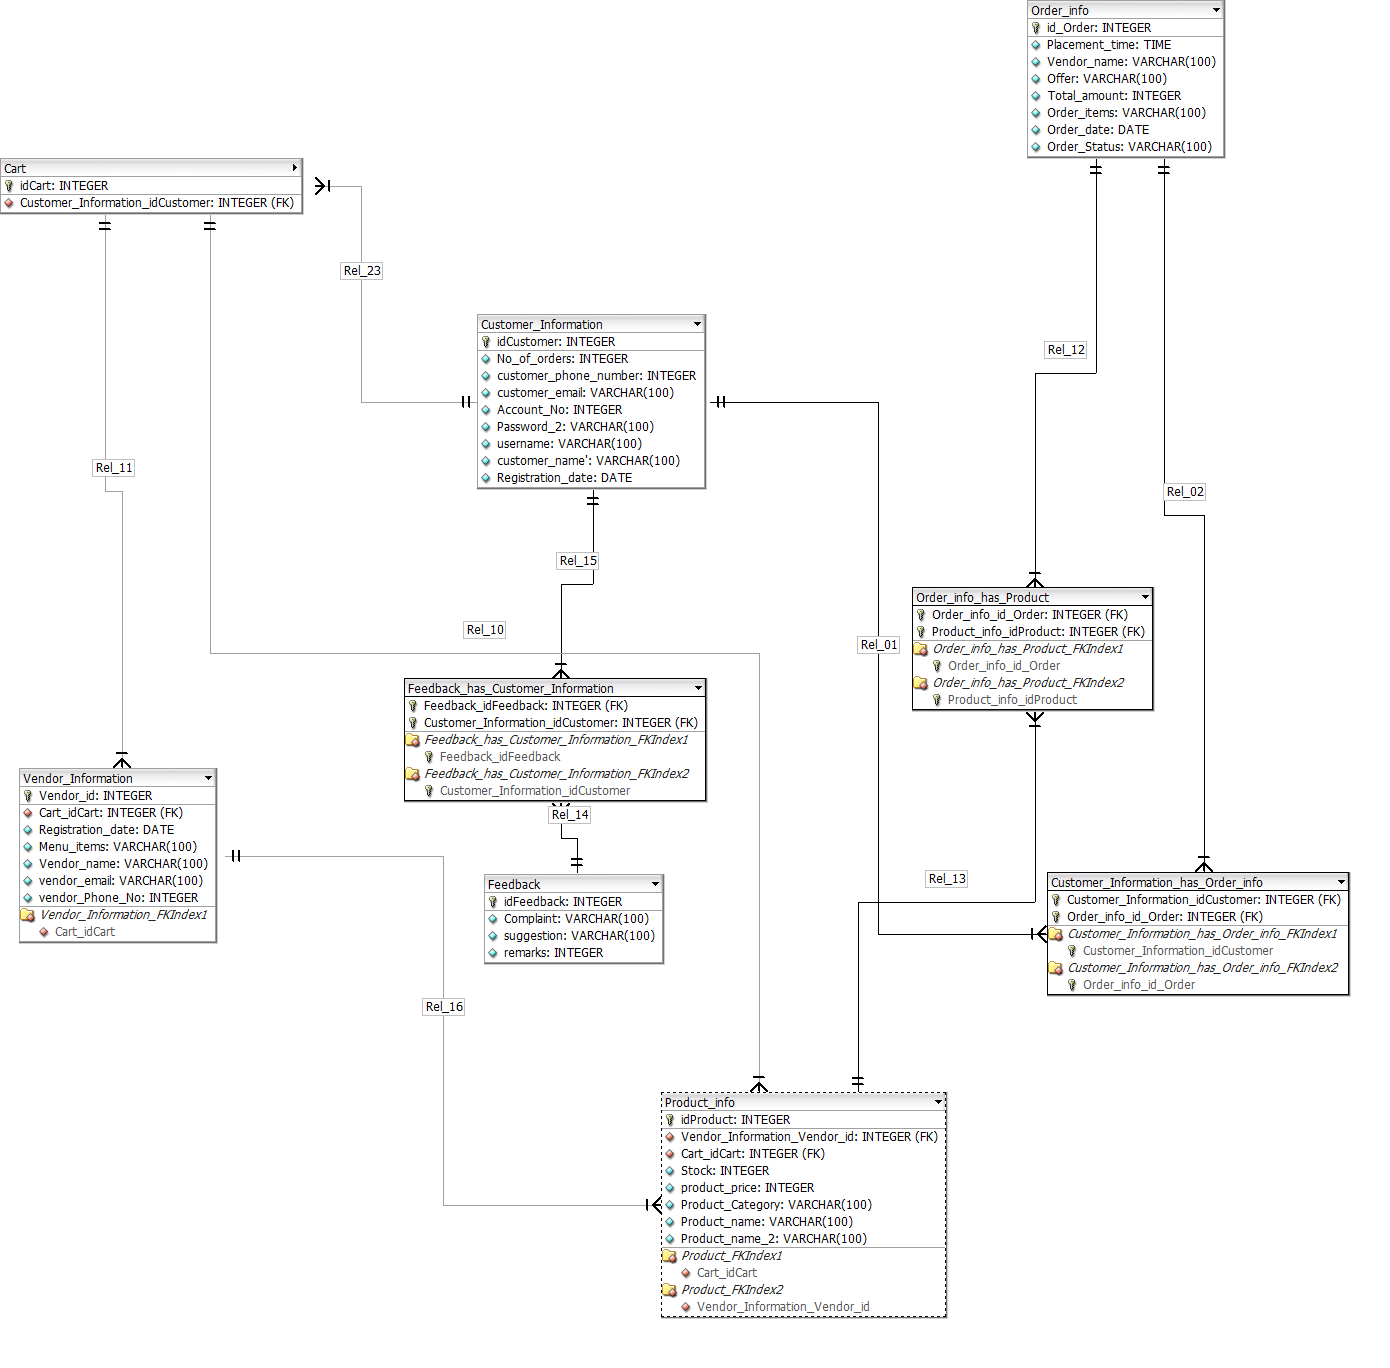 Order_info
id_Order: INTEGER
Placement_time: TIME
Vendor_name: VARCHAR(100)
Offer: VARCHAR(100)
Total_amount: INTEGER
Order_items: VARCHAR(100)
Order_date: DATE
Order_Status: VARCHAR(100)
Cart
idCart: INTEGER
Customer_Information_idCustomer: INTEGER (FK)
Rel_23
Customer_Information
idCustomer: INTEGER
No_of_orders: INTEGER
customer_phone_number: INTEGER
customer_email: VARCHAR(100)
Account_No: INTEGER
Password_2: VARCHAR(100)
username: VARCHAR(100)
customer_name': VARCHAR(100)
Registration_date: DATE
Rel_12
Rel_11
Rel_02
Rel_15
Rel_10
Rel_01
Order_info_has_Product
Order_info_id_Order: INTEGER (FK)
Product_info_idProduct: INTEGER (FK)
Order_info_has_Product_FKIndex1
Order_info_id_Order
Order_info_has_Product_FKIndex2
Product_info_idProduct
Feedback_has_Customer_Information
Feedback_idFeedback: INTEGER (FK)
Customer_Information_idCustomer: INTEGER (FK)
Feedback_has_Customer_Information_FKIndex1
Feedback_idFeedback
Feedback_has_Customer_Information_FKIndex2
Customer_Information_idCustomer
Vendor_Information
Vendor_id: INTEGER
Cart_idCart: INTEGER (FK)
Registration_date: DATE
Menu_items: VARCHAR(100)
Vendor_name: VARCHAR(100)
vendor_email: VARCHAR(100)
vendor_Phone_No: INTEGER
Vendor_Information_FKIndex1
Cart_idCart
Rel_14
Feedback
idFeedback: INTEGER
Complaint: VARCHAR(100)
suggestion: VARCHAR(100)
remarks: INTEGER
Rel_13
Customer_Information_has_Order_info
Customer_Information_idCustomer: INTEGER (FK)
Order_info_id_Order: INTEGER (FK)
Customer_Information_has_Order_info_FKIndex1
Customer_Information_idCustomer
Customer_Information_has_Order_info_FKIndex2
Order_info_id_Order
Rel_16
Product_info
idProduct: INTEGER
Vendor_Information_Vendor_id: INTEGER (FK)
Cart_idCart: INTEGER (FK)
Stock: INTEGER
product_price: INTEGER
Product_Category: VARCHAR(100)
Product_name: VARCHAR(100)
Product_name_2: VARCHAR(100)
Product_FKIndex1
Cart_idCart
Product_FKIndex2
Vendor_Information_Vendor_id